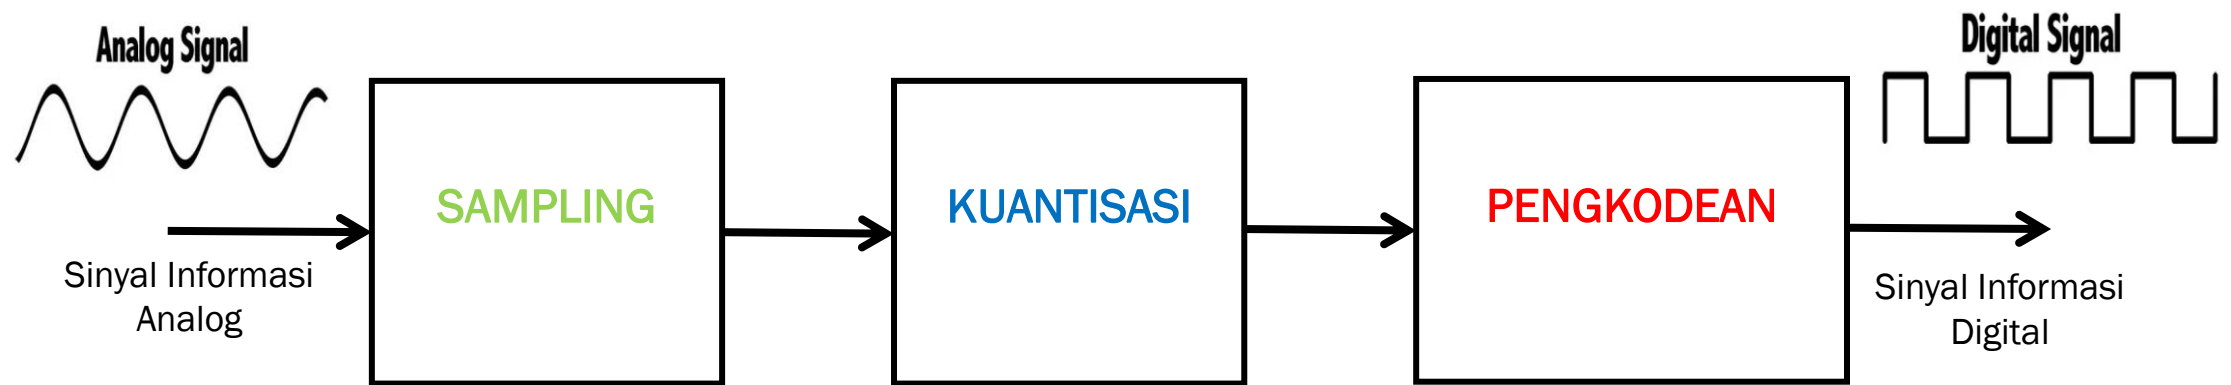 Analog Signal
Sinyal Informasi
Analog
SAMPLING
KUANTISASI
PENGKODEAN
Digital Signal
Sinyal Informasi
Digital